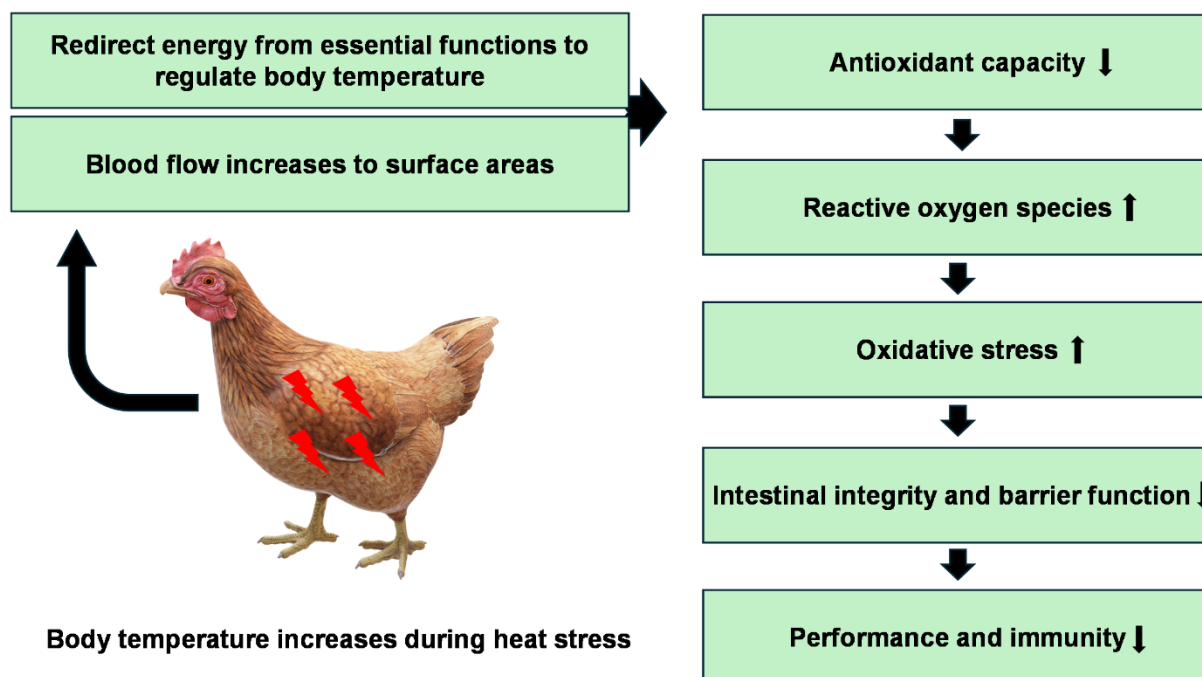 Redirect energy from essential functions to
regulate body temperature
Blood flow increases to surface areas
Antioxidant capacity ⬇
Reactive oxygen species ⬆
Oxidative stress ⬆
Intestinal integrity and barrier function ⬇
Performance and immunity ⬇
Body temperature increases during heat stress